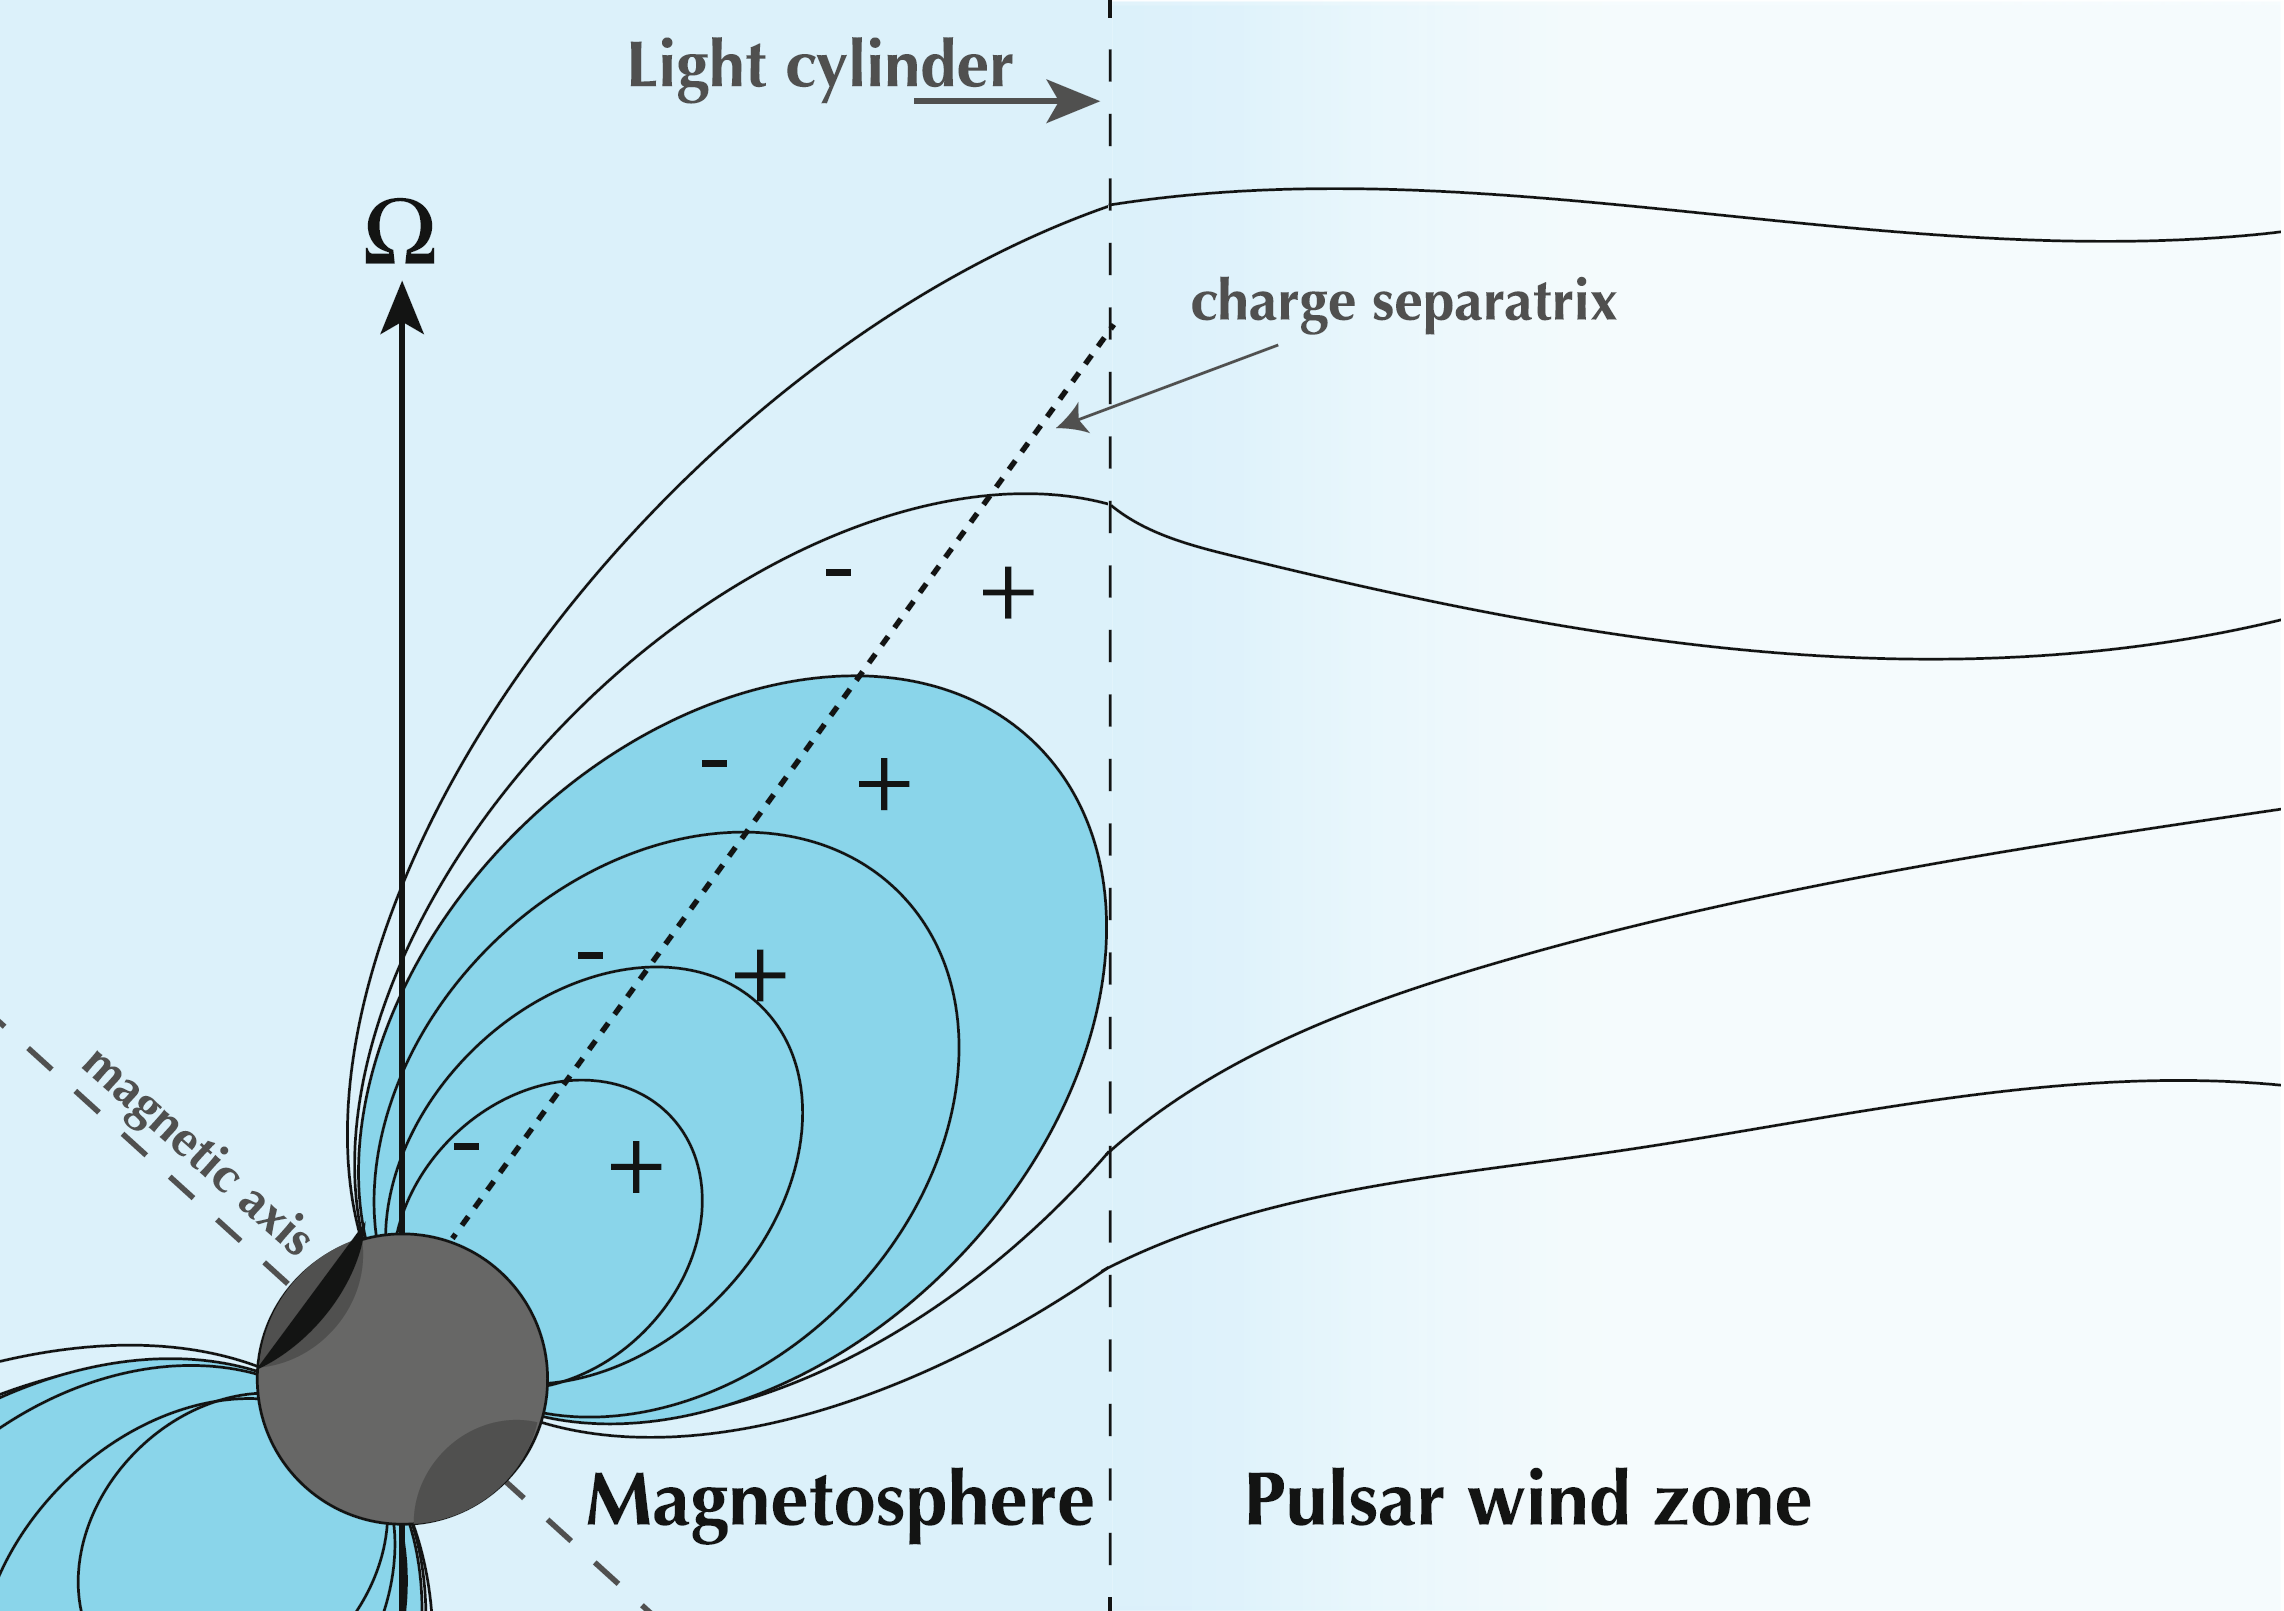 Light cylinder
Ω
charge separatrix
- +
- +
- +
- +
magnetic axis
Magnetosphere
Pulsar wind zone